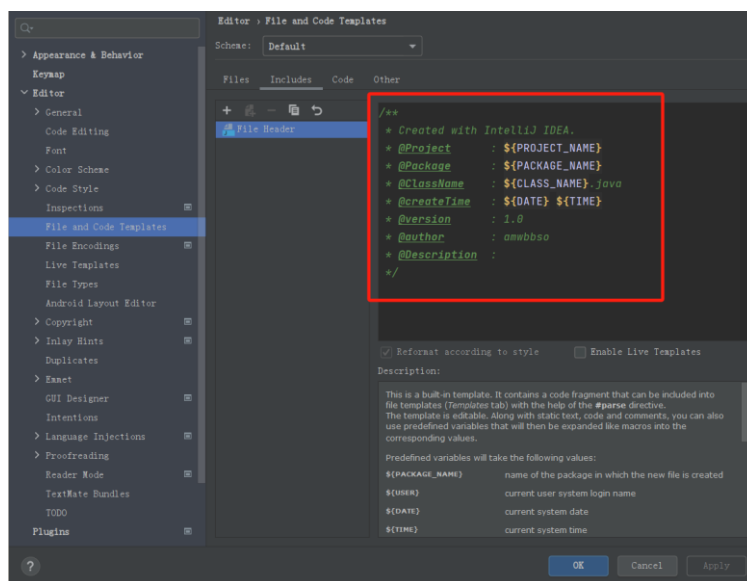 Editor › File and Code Templates
Scheme: Default
Appearance & Behavior
Keymap
Editor
General
Code Editing
Font
Color Scheme
Code Style
Inspections
File and Code Templates
File Encodings
Live Templates
File Types
Android Layout Editor
Copyright
Inlay Hints
Duplicates
Emmet
GUI Designer
Intentions
Language Injections
Proofreading
Reader Mode
TextMate Bundles
TODO
Plugins
?
Files Includes Code Other
File Header
/**
* Created with IntelliJ IDEA.
* @Project : ${PROJECT_NAME}
* @Package : ${PACKAGE_NAME}
* @ClassName : ${CLASS_NAME}.java
* @createTime : ${DATE} ${TIME}
* @version : 1.0
* @author : amwbbso
* @Description :
*/
Reformat according to style Enable Live Templates
Description:
This is a built-in template. It contains a code fragment that can be included into
file templates (Templates tab) with the help of the #parse directive.
The template is editable. Along with static text, code and comments, you can also
use predefined variables that will then be expanded like macros into the
corresponding values.
Predefined variables will take the following values:
${PACKAGE_NAME} name of the package in which the new file is created
${USER} current user system login name
${DATE} current system date
${TIME} current system time
OK Cancel Apply